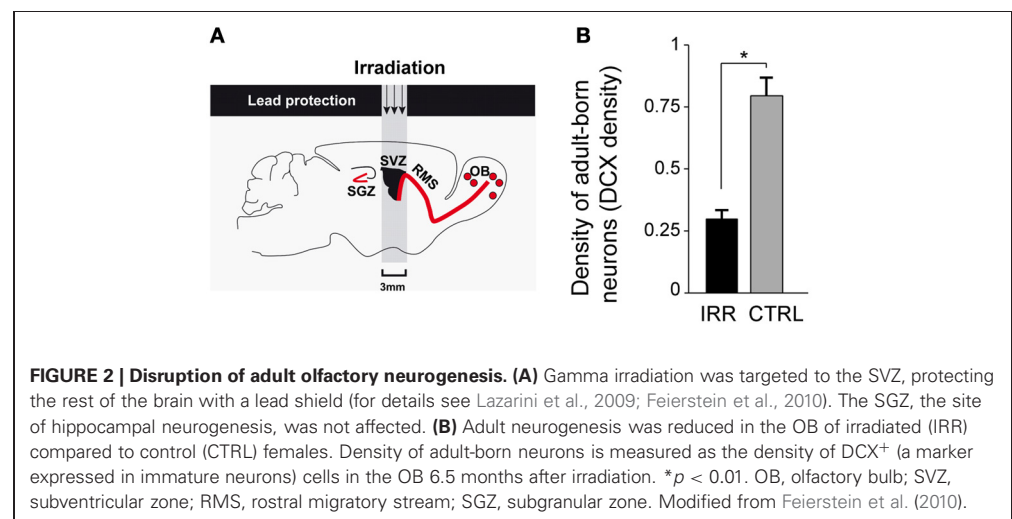 A
Irradiation
Lead protection
SVZ
RMS
OB
SGZ
3mm
B
Density of adult-born
neurons (DCX density)
1
0.75
0.5
0.25
0
*
IRR CTRL
FIGURE 2 | Disruption of adult olfactory neurogenesis. (A) Gamma irradiation was targeted to the SVZ, protecting
the rest of the brain with a lead shield (for details see Lazarini et al., 2009; Feierstein et al., 2010). The SGZ, the site
of hippocampal neurogenesis, was not affected. (B) Adult neurogenesis was reduced in the OB of irradiated (IRR)
compared to control (CTRL) females. Density of adult-born neurons is measured as the density of DCX+ (a marker
expressed in immature neurons) cells in the OB 6.5 months after irradiation. *p < 0.01. OB, olfactory bulb; SVZ,
subventricular zone; RMS, rostral migratory stream; SGZ, subgranular zone. Modified from Feierstein et al. (2010).